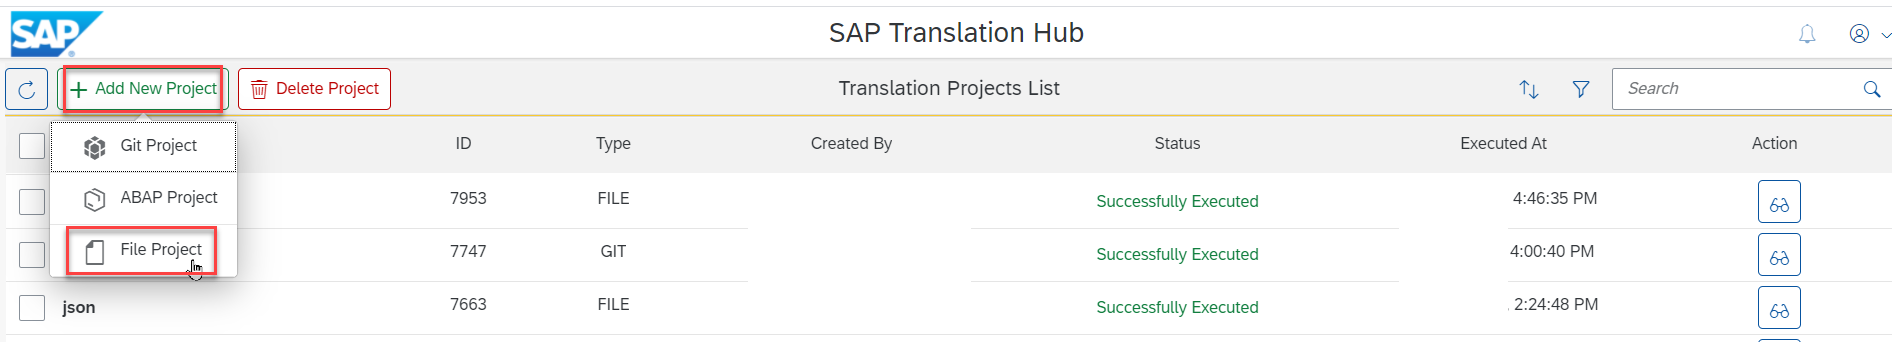 SAP
SAP Translation Hub
Add New Project
Delete Project
Translation Projects List
Search
Git Project
ABAP Project
File Project
ID Type Created By Status Executed At Action
7953 FILE Successfully Executed 4:46:35 PM
7747 GIT Successfully Executed 4:00:40 PM
json 7663 FILE Successfully Executed 2:24:48 PM